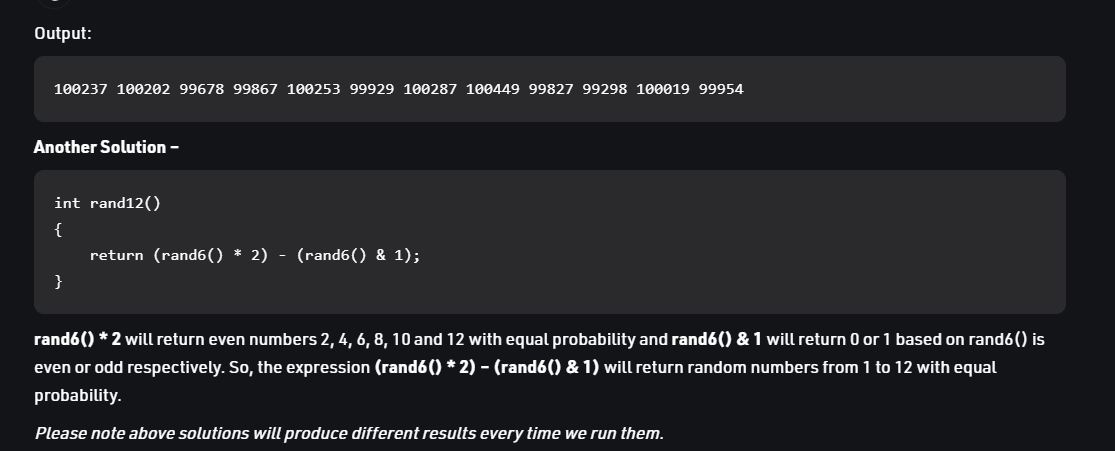 Output:
100237 100202 99678 99867 100253 99929 100287 100449 99827 99298 100019 99954
Another Solution –
int rand12()
{
    return (rand6() * 2) - (rand6() & 1);
}
rand6() * 2 will return even numbers 2, 4, 6, 8, 10 and 12 with equal probability and rand6() & 1 will return 0 or 1 based on rand6() is
even or odd respectively. So, the expression (rand6() * 2) – (rand6() & 1) will return random numbers from 1 to 12 with equal
probability.
Please note above solutions will produce different results every time we run them.